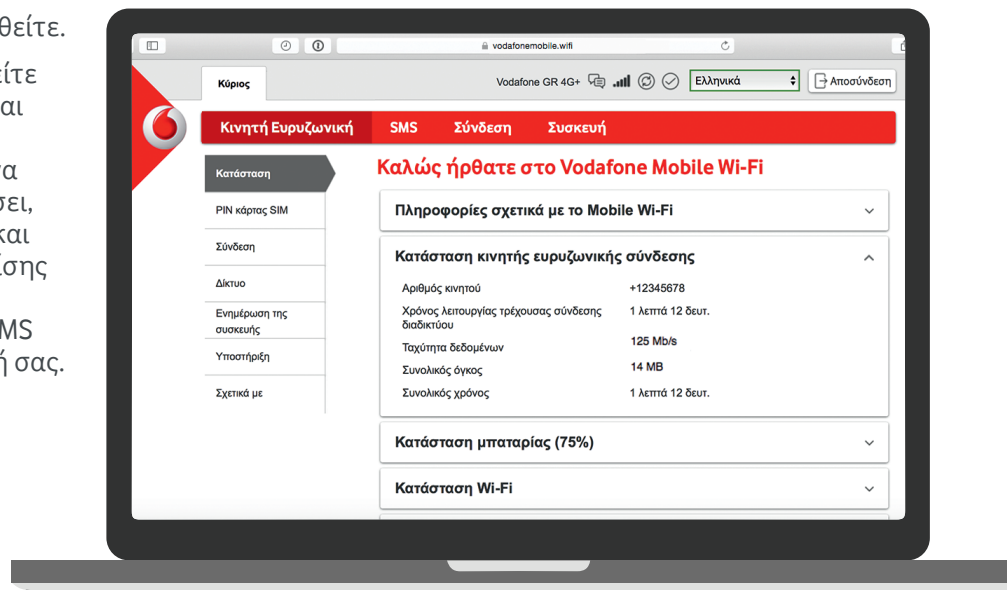 θείτε.
είτε
αι
να
σει,
και
ίσης
MS
ή σας.
vodafonemobile.wifi
Κύριος
Vodafone GR 4G+
Ελληνικά
Αποσύνδεση
Κινητή Ευρυζωνική SMS Σύνδεση Συσκευή
Κατάσταση
PIN κάρτας SIM
Σύνδεση
Δίκτυο
Ενημέρωση της
συσκευής
Υποστήριξη
Σχετικά με
Καλώς ήρθατε στο Vodafone Mobile Wi-Fi
Πληροφορίες σχετικά με το Mobile Wi-Fi
Κατάσταση κινητής ευρυζωνικής σύνδεσης
Αριθμός κινητού +12345678
Χρόνος λειτουργίας τρέχουσας σύνδεσης 1 λεπτά 12 δευτ.
διαδικτύου
Ταχύτητα δεδομένων 125 Mb/s
Συνολικός όγκος 14 MB
Συνολικός χρόνος 1 λεπτά 12 δευτ.
Κατάσταση μπαταρίας (75%)
Κατάσταση Wi-Fi